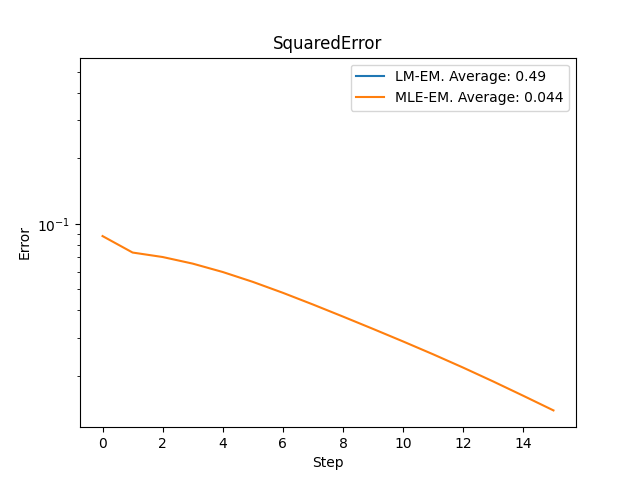 SquaredError
LM-EM. Average: 0.49
MLE-EM. Average: 0.044
10⁻¹
Error
0 2 4 6 8 10 12 14
Step